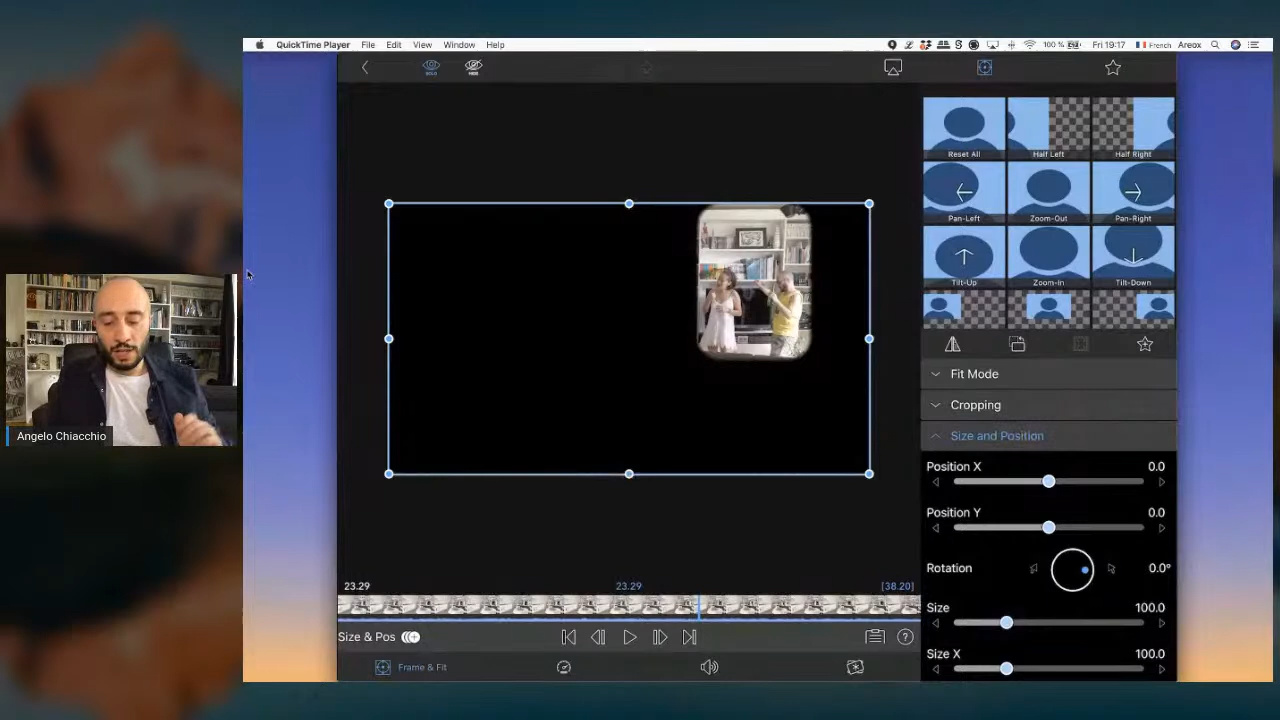 QuickTime Player File Edit View Window Help 100 % Fri 19:17 French Areox
SOLO HIDE
Reset All Half Left Half Right
Pan-Left Zoom-Out Pan-Right
Tilt-Up Zoom-In Tilt-Down
Fit Mode
Cropping
Size and Position
Position X 0.0
Position Y 0.0
Rotation 0.0°
Size 100.0
Size X 100.0
Angelo Chiacchio
23.29 23.29 [38.20]
Size & Pos
Frame & Fit